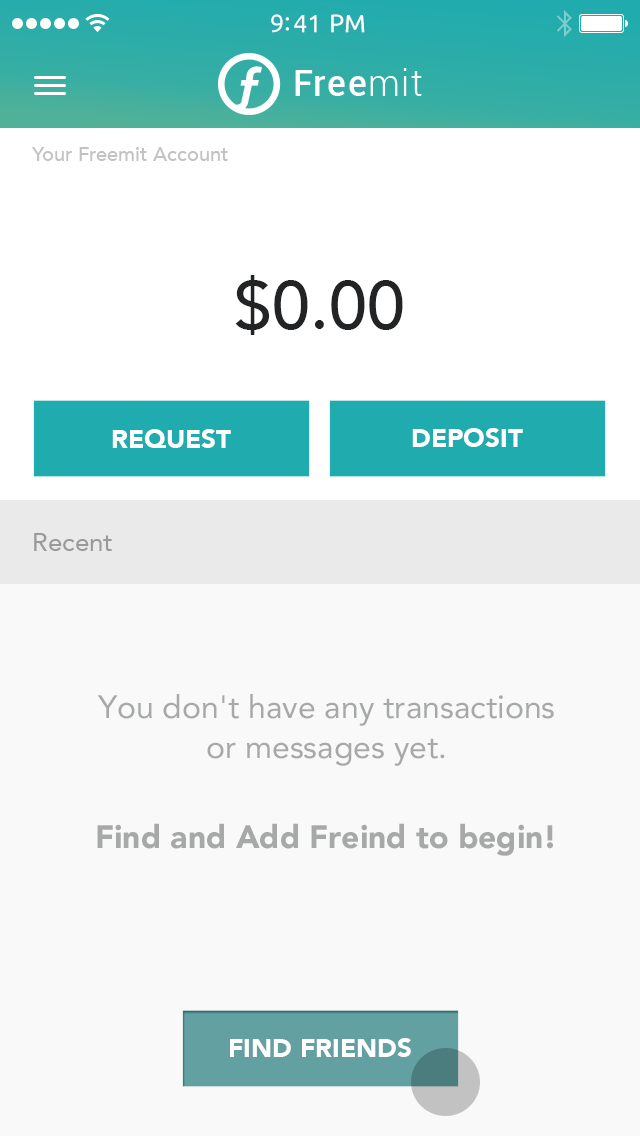 9:41 PM
Freemit
Your Freemit Account
$0.00
REQUEST
DEPOSIT
Recent
You don't have any transactions
or messages yet.
Find and Add Freind to begin!
FIND FRIENDS